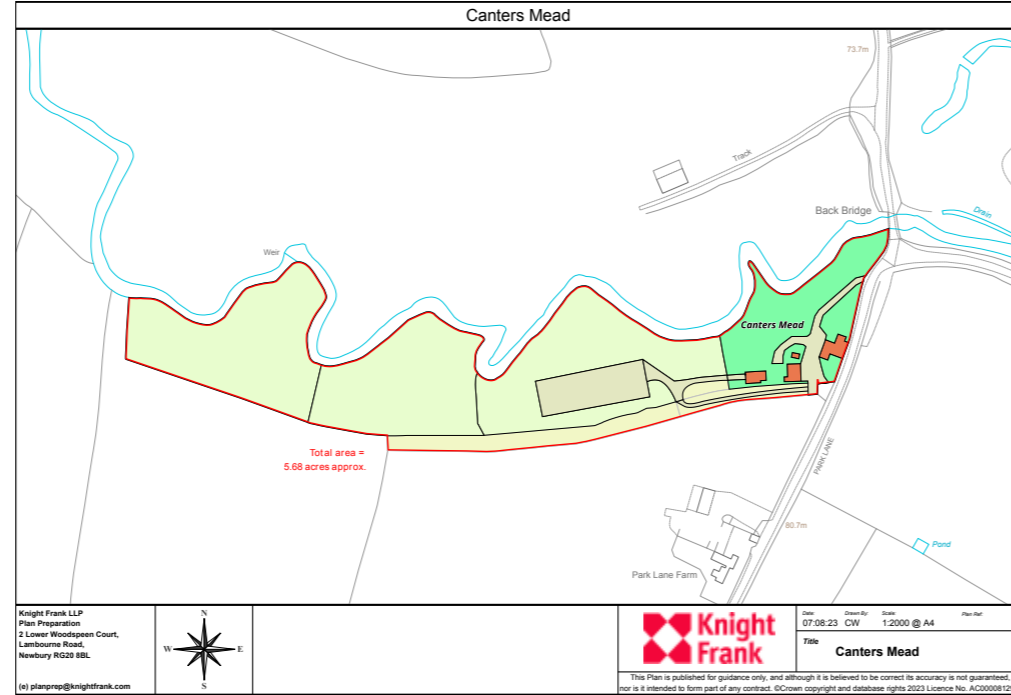 Canters Mead
73.7m
Track
Back Bridge
Drain
Weir
Canters Mead
Total area =
5.68 acres approx.
PARK LANE
80.7m
Pond
Park Lane Farm
Knight Frank LLP
Plan Preparation
2 Lower Woodspeen Court,
Lambourne Road,
Newbury RG20 8BL
(e) planprep@knightfrank.com
N
W E
S
Knight
Frank
Date: Drawn By: Scale: Plan Ref:
07:08:23 CW 1:2000 @ A4
Title
Canters Mead
This Plan is published for guidance only, and although it is believed to be correct its accuracy is not guaranteed,
nor is it intended to form part of any contract. ©Crown copyright and database rights 2023 Licence No.